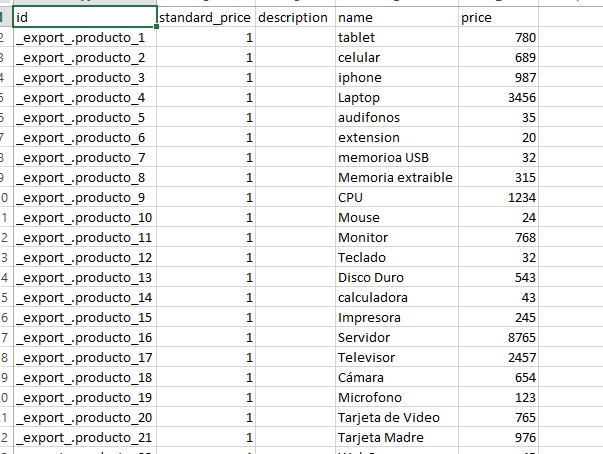 id standard_price description name price
_export_.producto_1 1 tablet 780
_export_.producto_2 1 celular 689
_export_.producto_3 1 iphone 987
_export_.producto_4 1 Laptop 3456
_export_.producto_5 1 audifonos 35
_export_.producto_6 1 extension 20
_export_.producto_7 1 memorioa USB 32
_export_.producto_8 1 Memoria extraible 315
_export_.producto_9 1 CPU 1234
_export_.producto_10 1 Mouse 24
_export_.producto_11 1 Monitor 768
_export_.producto_12 1 Teclado 32
_export_.producto_13 1 Disco Duro 543
_export_.producto_14 1 calculadora 43
_export_.producto_15 1 Impresora 245
_export_.producto_16 1 Servidor 8765
_export_.producto_17 1 Televisor 2457
_export_.producto_18 1 Cámara 654
_export_.producto_19 1 Microfono 123
_export_.producto_20 1 Tarjeta de Video 765
_export_.producto_21 1 Tarjeta Madre 976